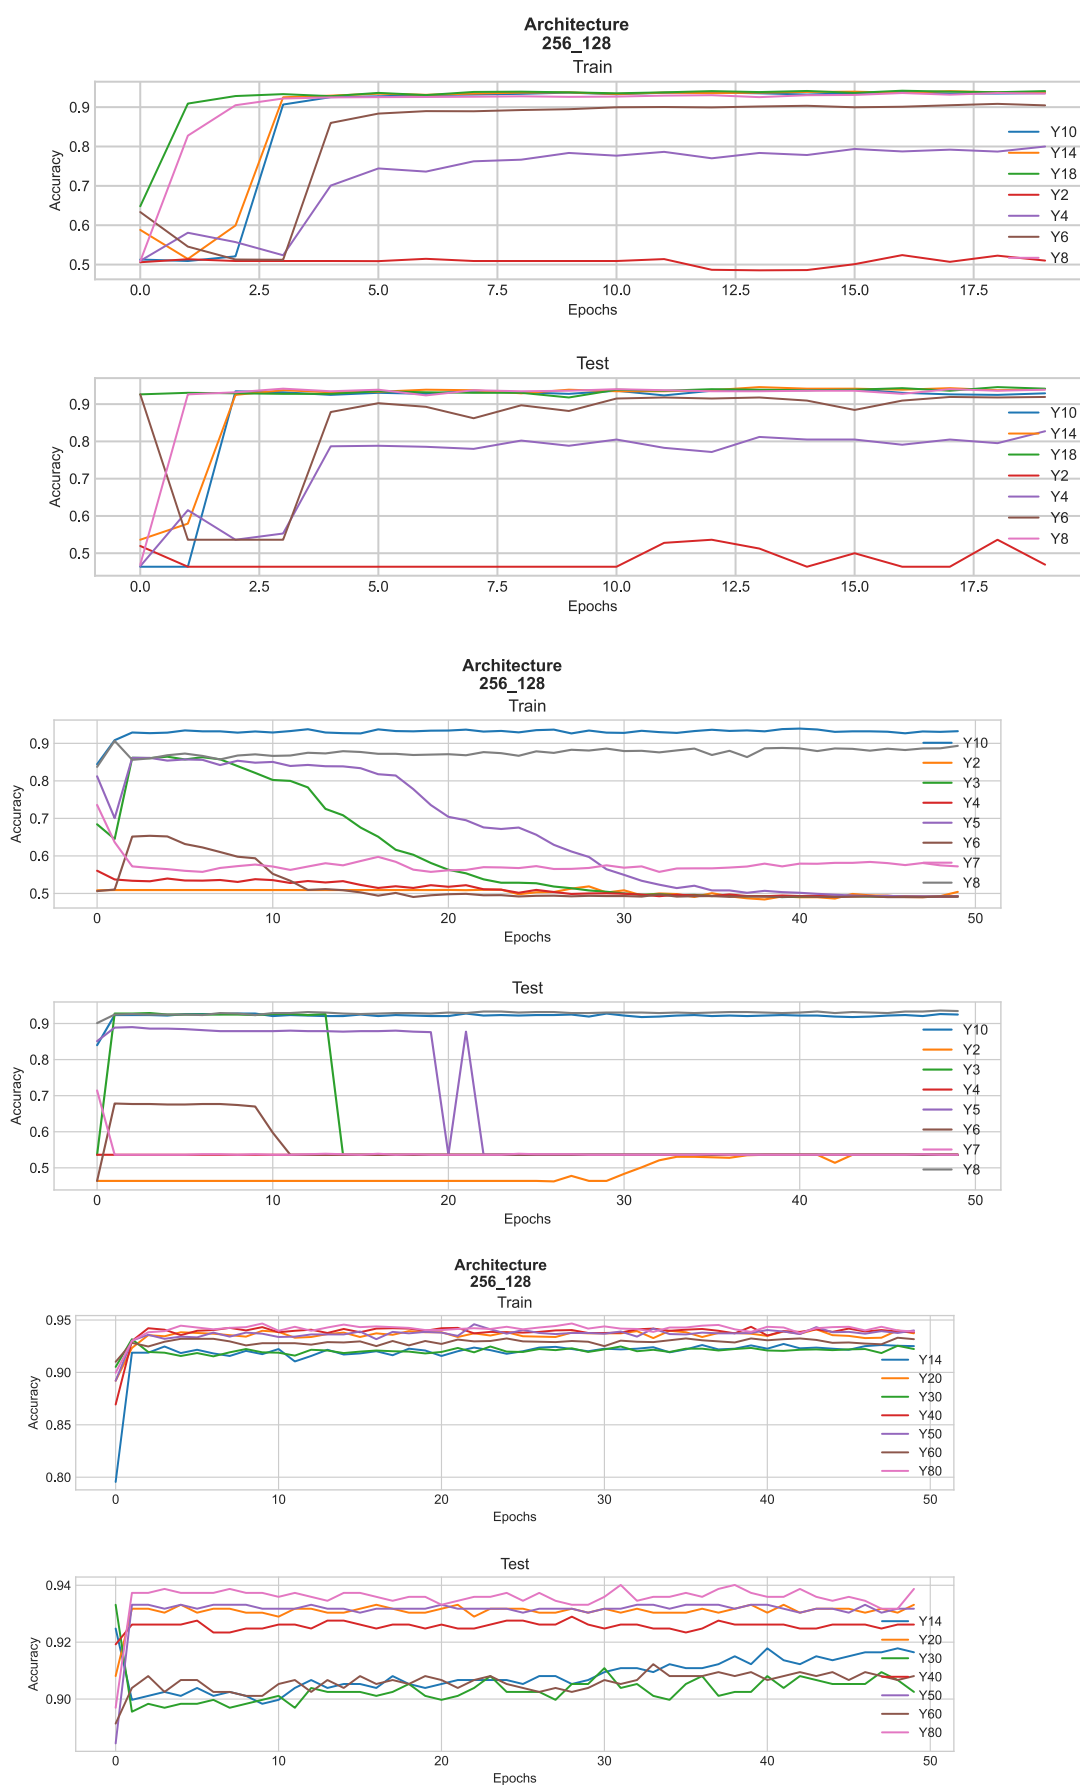 Architecture
256_128
Train
Accuracy
0.9
0.8
0.7
0.6
0.5
Y10
Y14
Y18
Y2
Y4
Y6
Y8
0.0 2.5 5.0 7.5 10.0 12.5 15.0 17.5
Epochs
Test
Accuracy
0.9
0.8
0.7
0.6
0.5
Y10
Y14
Y18
Y2
Y4
Y6
Y8
0.0 2.5 5.0 7.5 10.0 12.5 15.0 17.5
Epochs
Architecture
256_128
Train
Accuracy
0.9
0.8
0.7
0.6
0.5
Y10
Y2
Y3
Y4
Y5
Y6
Y7
Y8
0 10 20 30 40 50
Epochs
Test
Accuracy
0.9
0.8
0.7
0.6
0.5
Y10
Y2
Y3
Y4
Y5
Y6
Y7
Y8
0 10 20 30 40 50
Epochs
Architecture
256_128
Train
Accuracy
0.95
0.90
0.85
0.80
Y14
Y20
Y30
Y40
Y50
Y60
Y80
0 10 20 30 40 50
Epochs
Test
Accuracy
0.94
0.92
0.90
Y14
Y20
Y30
Y40
Y50
Y60
Y80
0 10 20 30 40 50
Epochs